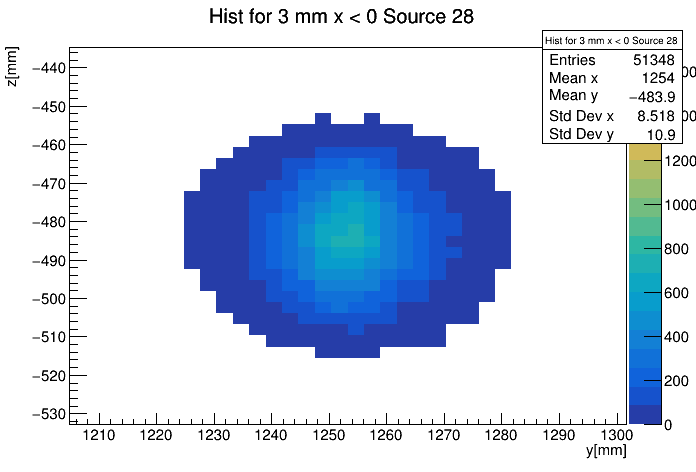 Hist for 3 mm x < 0 Source 28
Hist for 3 mm x < 0 Source 28
Entries 51348
Mean x 1254
Mean y −483.9
Std Dev x 8.518
Std Dev y 10.9
z[mm]
−440
−450
−460
−470
−480
−490
−500
−510
−520
−530
1210 1220 1230 1240 1250 1260 1270 1280 1290 1300
y[mm]
1200
1000
800
600
400
200
0